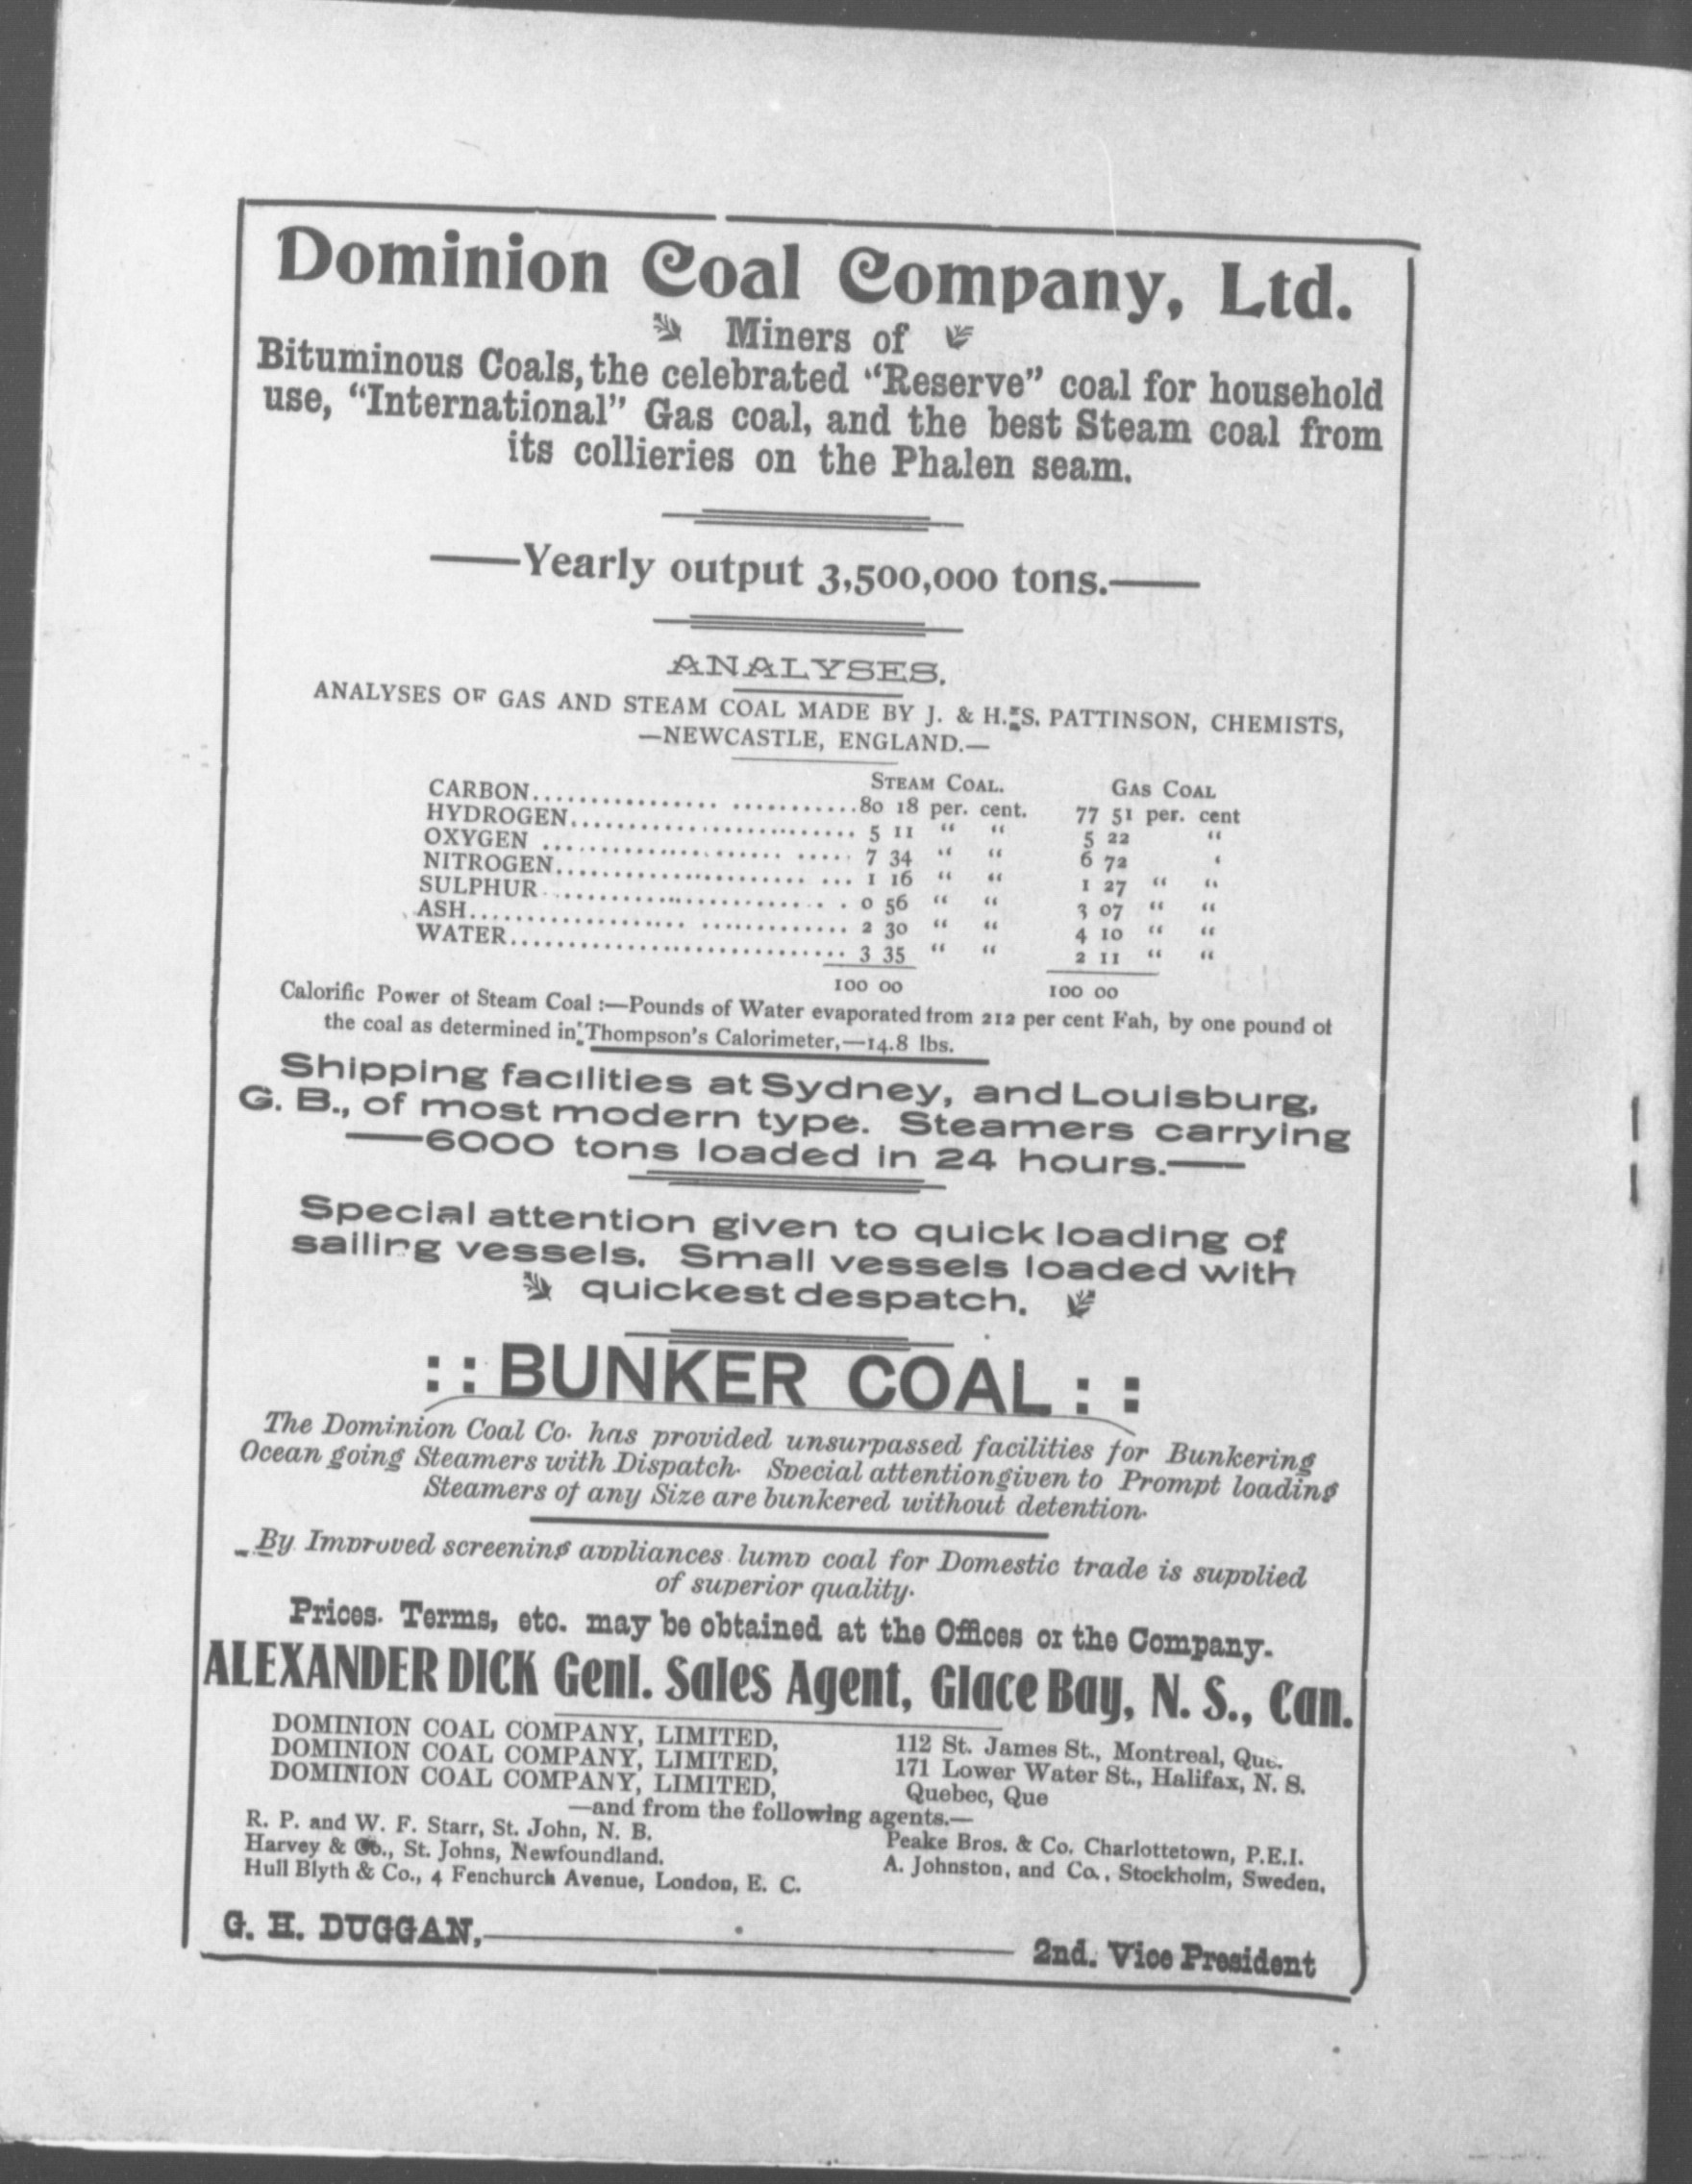 Dominion Coal Company, Ltd.
Miners of
Bituminous Coals, the celebrated "Reserve" coal for household
use, "International" Gas coal, and the best Steam coal from
its collieries on the Phalen seam.
—Yearly output 3,500,000 tons.—
ANALYSES.
ANALYSES OF GAS AND STEAM COAL MADE BY J. & H. S. PATTINSON, CHEMISTS,
—NEWCASTLE, ENGLAND.—
STEAM COAL. GAS COAL
CARBON............................80 18 per. cent. 77 51 per. cent
HYDROGEN............................ 5 11 " " 5 22 "
OXYGEN ............................ 7 34 " " 6 72 '
NITROGEN............................ 1 16 " " 1 27 " "
SULPHUR............................ 0 56 " " 3 07 " "
ASH............................ 2 30 " " 4 10 " "
WATER............................ 3 35 " " 2 11 " "
100 00 100 00
Calorific Power of Steam Coal :—Pounds of Water evaporated from 212 per cent Fah, by one pound of
the coal as determined in Thompson's Calorimeter,—14.8 lbs.
Shipping facilities at Sydney, and Louisburg,
G. B., of most modern type. Steamers carrying
—6000 tons loaded in 24 hours.—
Special attention given to quick loading of
sailing vessels. Small vessels loaded with
quickest despatch.
: : BUNKER COAL : :
The Dominion Coal Co. has provided unsurpassed facilities for Bunkering
Ocean going Steamers with Dispatch. Special attention given to Prompt loading
Steamers of any Size are bunkered without detention.
By Improved screening appliances lump coal for Domestic trade is supplied
of superior quality.
Prices. Terms, etc. may be obtained at the Offices or the Company.
ALEXANDER DICK Genl. Sales Agent, Glace Bay, N. S., Can.
DOMINION COAL COMPANY, LIMITED, 112 St. James St., Montreal, Que.
DOMINION COAL COMPANY, LIMITED, 171 Lower Water St., Halifax, N. S.
DOMINION COAL COMPANY, LIMITED, Quebec, Que
—and from the following agents.—
R. P. and W. F. Starr, St. John, N. B. Peake Bros. & Co. Charlottetown, P.E.I.
Harvey & Co., St. Johns, Newfoundland. A. Johnston, and Co., Stockholm, Sweden,
Hull Blyth & Co., 4 Fenchurch Avenue, London, E. C.
G. H. DUGGAN,—2nd. Vice President